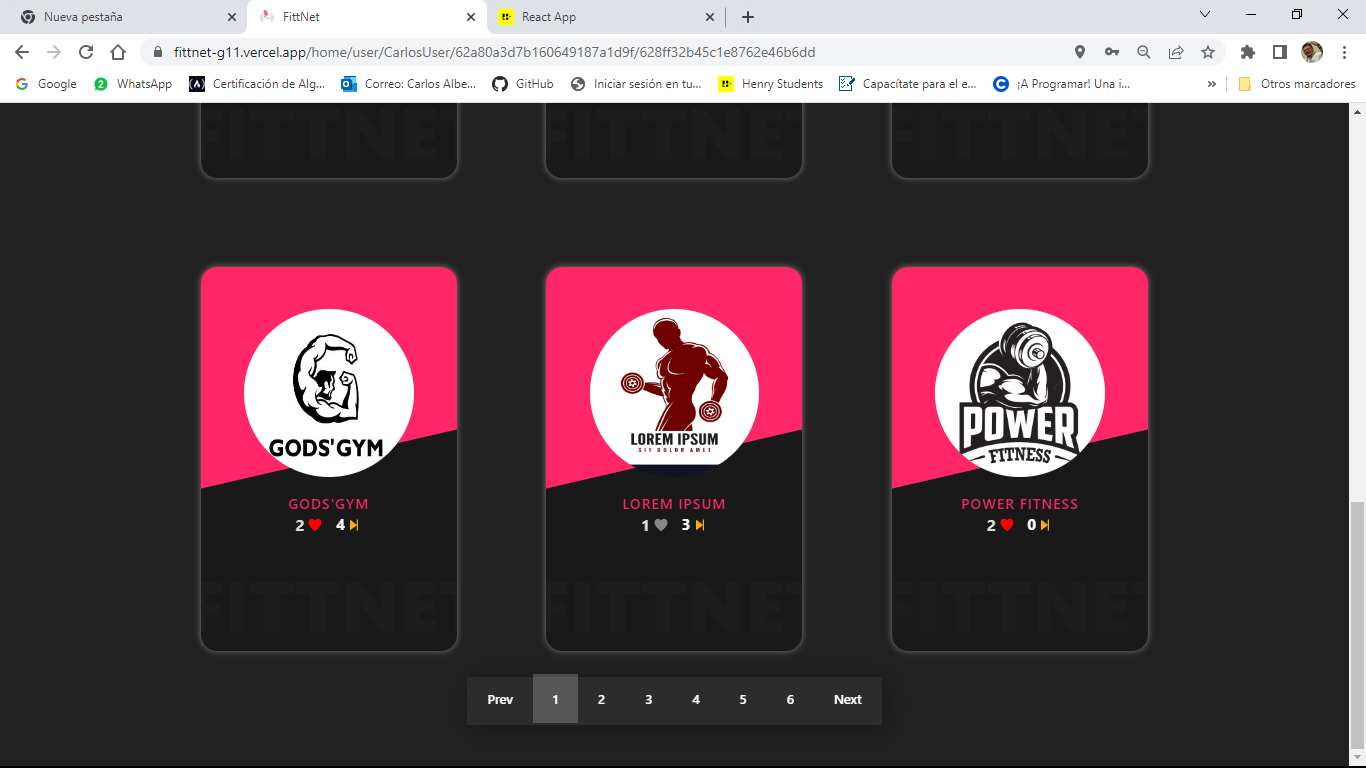 Nueva pestaña
FittNet
React App
fittnet-g11.vercel.app/home/user/CarlosUser/62a80a3d7b160649187a1d9f/628ff32b45c1e8762e46b6dd
Google
WhatsApp
Certificación de Alg...
Correo: Carlos Albe...
GitHub
Iniciar sesión en tu...
Henry Students
Capacítate para el e...
¡A Programar! Una i...
»
Otros marcadores
FITTNET
FITTNET
FITTNET
GODS'GYM
LOREM IPSUM
SIT DOLOR AMET
POWER
FITNESS
GODS'GYM
LOREM IPSUM
POWER FITNESS
2 4
1 3
2 0
FITTNET
FITTNET
FITTNET
Prev 1 2 3 4 5 6 Next